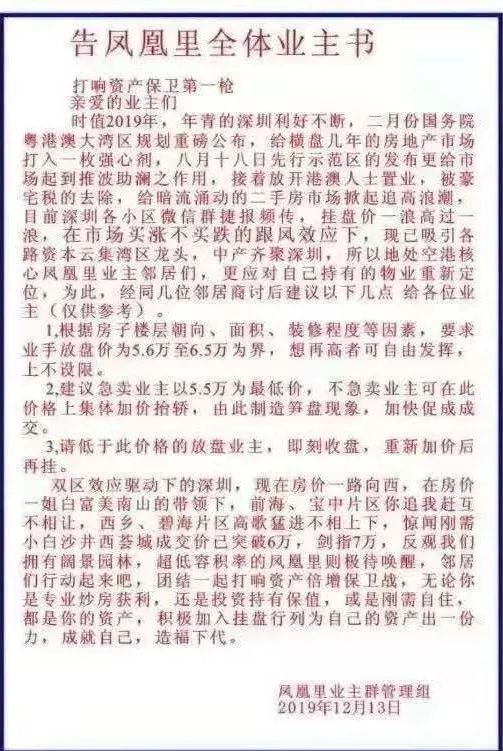 告凤凰里全体业主书
打响资产保卫第一枪
亲爱的业主们
时值2019年，年青的深圳利好不断，二月份国务院
粤港澳大湾区规划重磅公布，给横盘几年的房地产市场
打入一枚强心剂，八月十八日先行示范区的发布更给市
场起到推波助澜之作用，接着放开港澳人士置业，被豪
宅税的去除，给暗流涌动的二手房市场掀起追高浪潮，
目前深圳各小区微信群捷报频传，挂盘价一浪高过一
浪，在市场买涨不买跌的跟风效应下，现已吸引各
路资本云集湾区龙头，中产齐聚深圳，所以地处空港核
心凤凰里业主邻居们，更应对自己持有的物业重新定
位，为此，经同几位邻居商讨后建议以下几点 给各位业
主（仅供参考）。
1,根据房子楼层朝向、面积、装修程度等因素，要求
业手放盘价为5.6万至6.5万为界，想再高者可自由发挥，
上不设限。
2,建议急卖业主以5.5万为最低价，不急卖业主可在此
价格上集体加价抬轿，由此制造笋盘现象，加快促成成
交。
3,请低于此价格的放盘业主，即刻收盘，重新加价后
再挂。
双区效应驱动下的深圳，现在房价一路向西，在房价
一姐白富美南山的带领下，前海、宝中片区你追我赶互
不相让，西乡、碧海片区高歌猛进不相上下，惊闻刚需
小白沙井西荟城成交价已突破6万，剑指7万，反观我们
拥有阔景园林，超低容积率的凤凰里则极待唤醒，邻居
们行动起来吧，团结一起打响资产倍增保卫战，无论你
是专业炒房获利，还是投资持有保值，或是刚需自住，
都是你的资产，积极加入挂盘行列为自己的资产出一份
力，成就自己，造福下代。
凤凰里业主群管理组
2019年12月13日